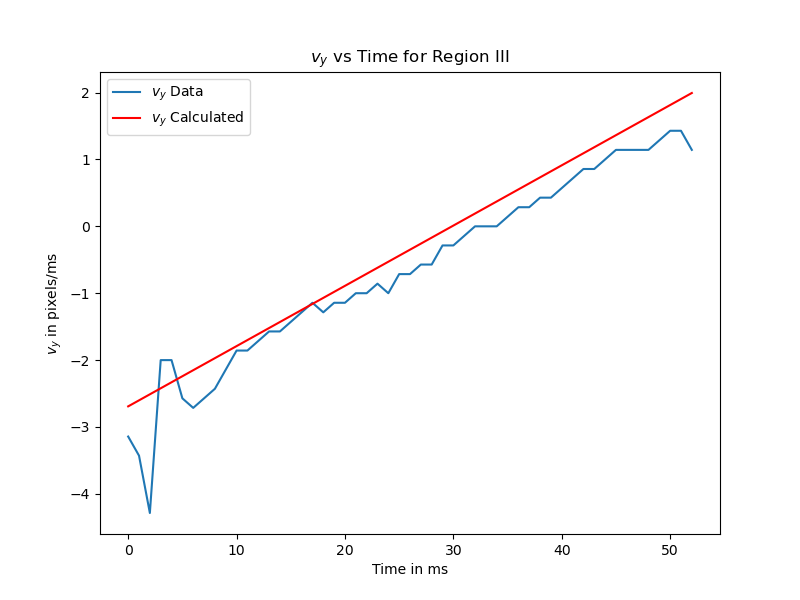 v_y vs Time for Region III
v_y Data
v_y Calculated
2
1
0
−1
−2
−3
−4
v_y in pixels/ms
0 10 20 30 40 50
Time in ms